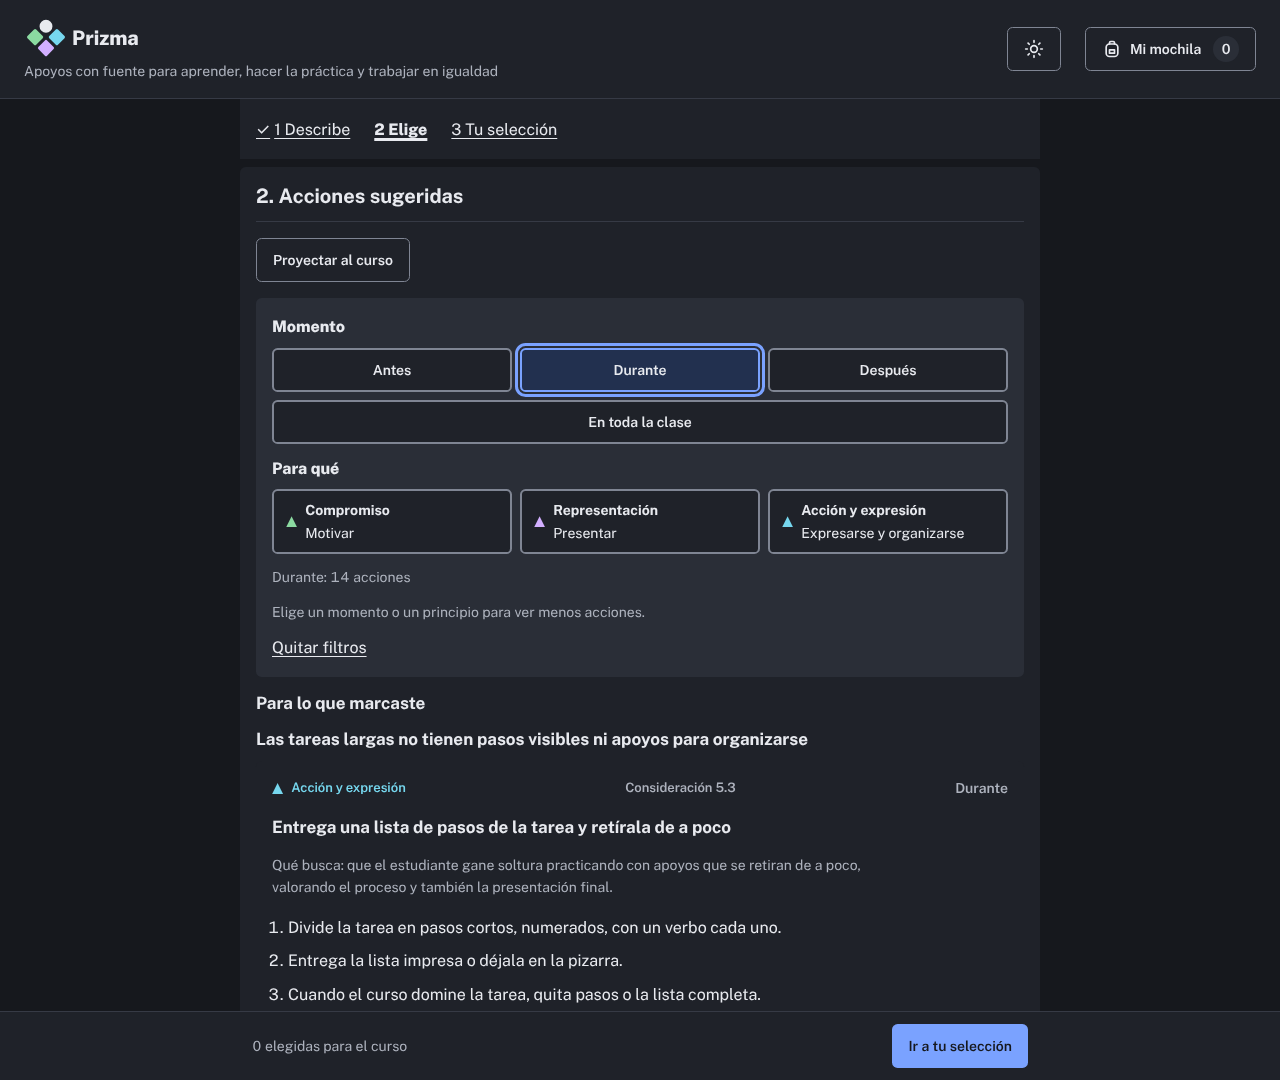 Prizma
Apoyos con fuente para aprender, hacer la práctica y trabajar en igualdad
Mi mochila 0
1 Describe
2 Elige
3 Tu selección
2. Acciones sugeridas
Proyectar al curso
Momento
Antes
Durante
Después
En toda la clase
Para qué
Compromiso
Motivar
Representación
Presentar
Acción y expresión
Expresarse y organizarse
Durante: 14 acciones
Elige un momento o un principio para ver menos acciones.
Quitar filtros
Para lo que marcaste
Las tareas largas no tienen pasos visibles ni apoyos para organizarse
Acción y expresión
Consideración 5.3
Durante
Entrega una lista de pasos de la tarea y retírala de a poco
Qué busca: que el estudiante gane soltura practicando con apoyos que se retiran de a poco,
valorando el proceso y también la presentación final.
1. Divide la tarea en pasos cortos, numerados, con un verbo cada uno.
2. Entrega la lista impresa o déjala en la pizarra.
3. Cuando el curso domine la tarea, quita pasos o la lista completa.
0 elegidas para el curso
Ir a tu selección